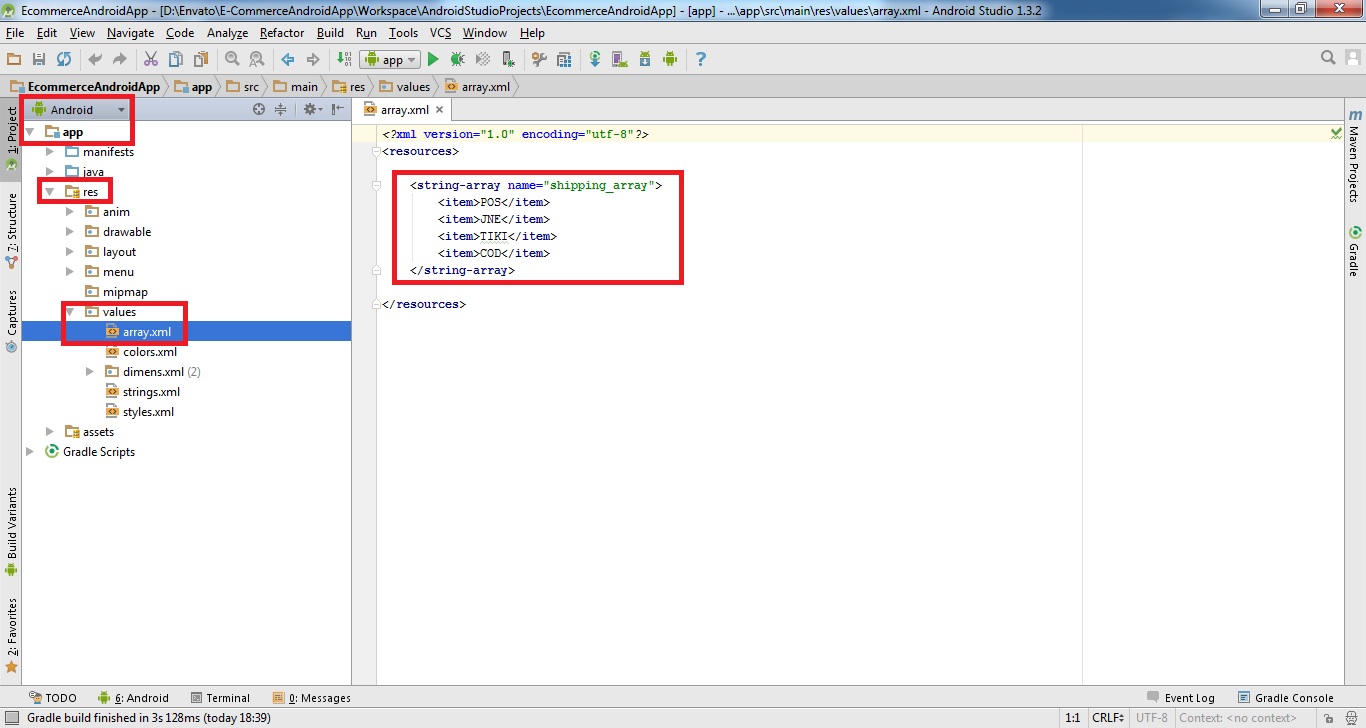 EcommerceAndroidApp - [D:\Envato\E-CommerceAndroidApp\Workspace\AndroidStudioProjects\EcommerceAndroidApp] - [app] - ...\app\src\main\res\values\array.xml - Android Studio 1.3.2
File Edit View Navigate Code Analyze Refactor Build Run Tools VCS Window Help
app
EcommerceAndroidApp app src main res values array.xml
1: Project
7: Structure
Captures
Build Variants
2: Favorites
Android
app
manifests
java
res
anim
drawable
layout
menu
mipmap
values
array.xml
colors.xml
dimens.xml (2)
strings.xml
styles.xml
assets
Gradle Scripts
array.xml
<?xml version="1.0" encoding="utf-8"?>
<resources>
<string-array name="shipping_array">
<item>POS</item>
<item>JNE</item>
<item>TIKI</item>
<item>COD</item>
</string-array>
</resources>
m
Maven Projects
Gradle
TODO 6: Android Terminal 0: Messages Event Log Gradle Console
Gradle build finished in 3s 128ms (today 18:39) 1:1 CRLF UTF-8 Context: <no context>